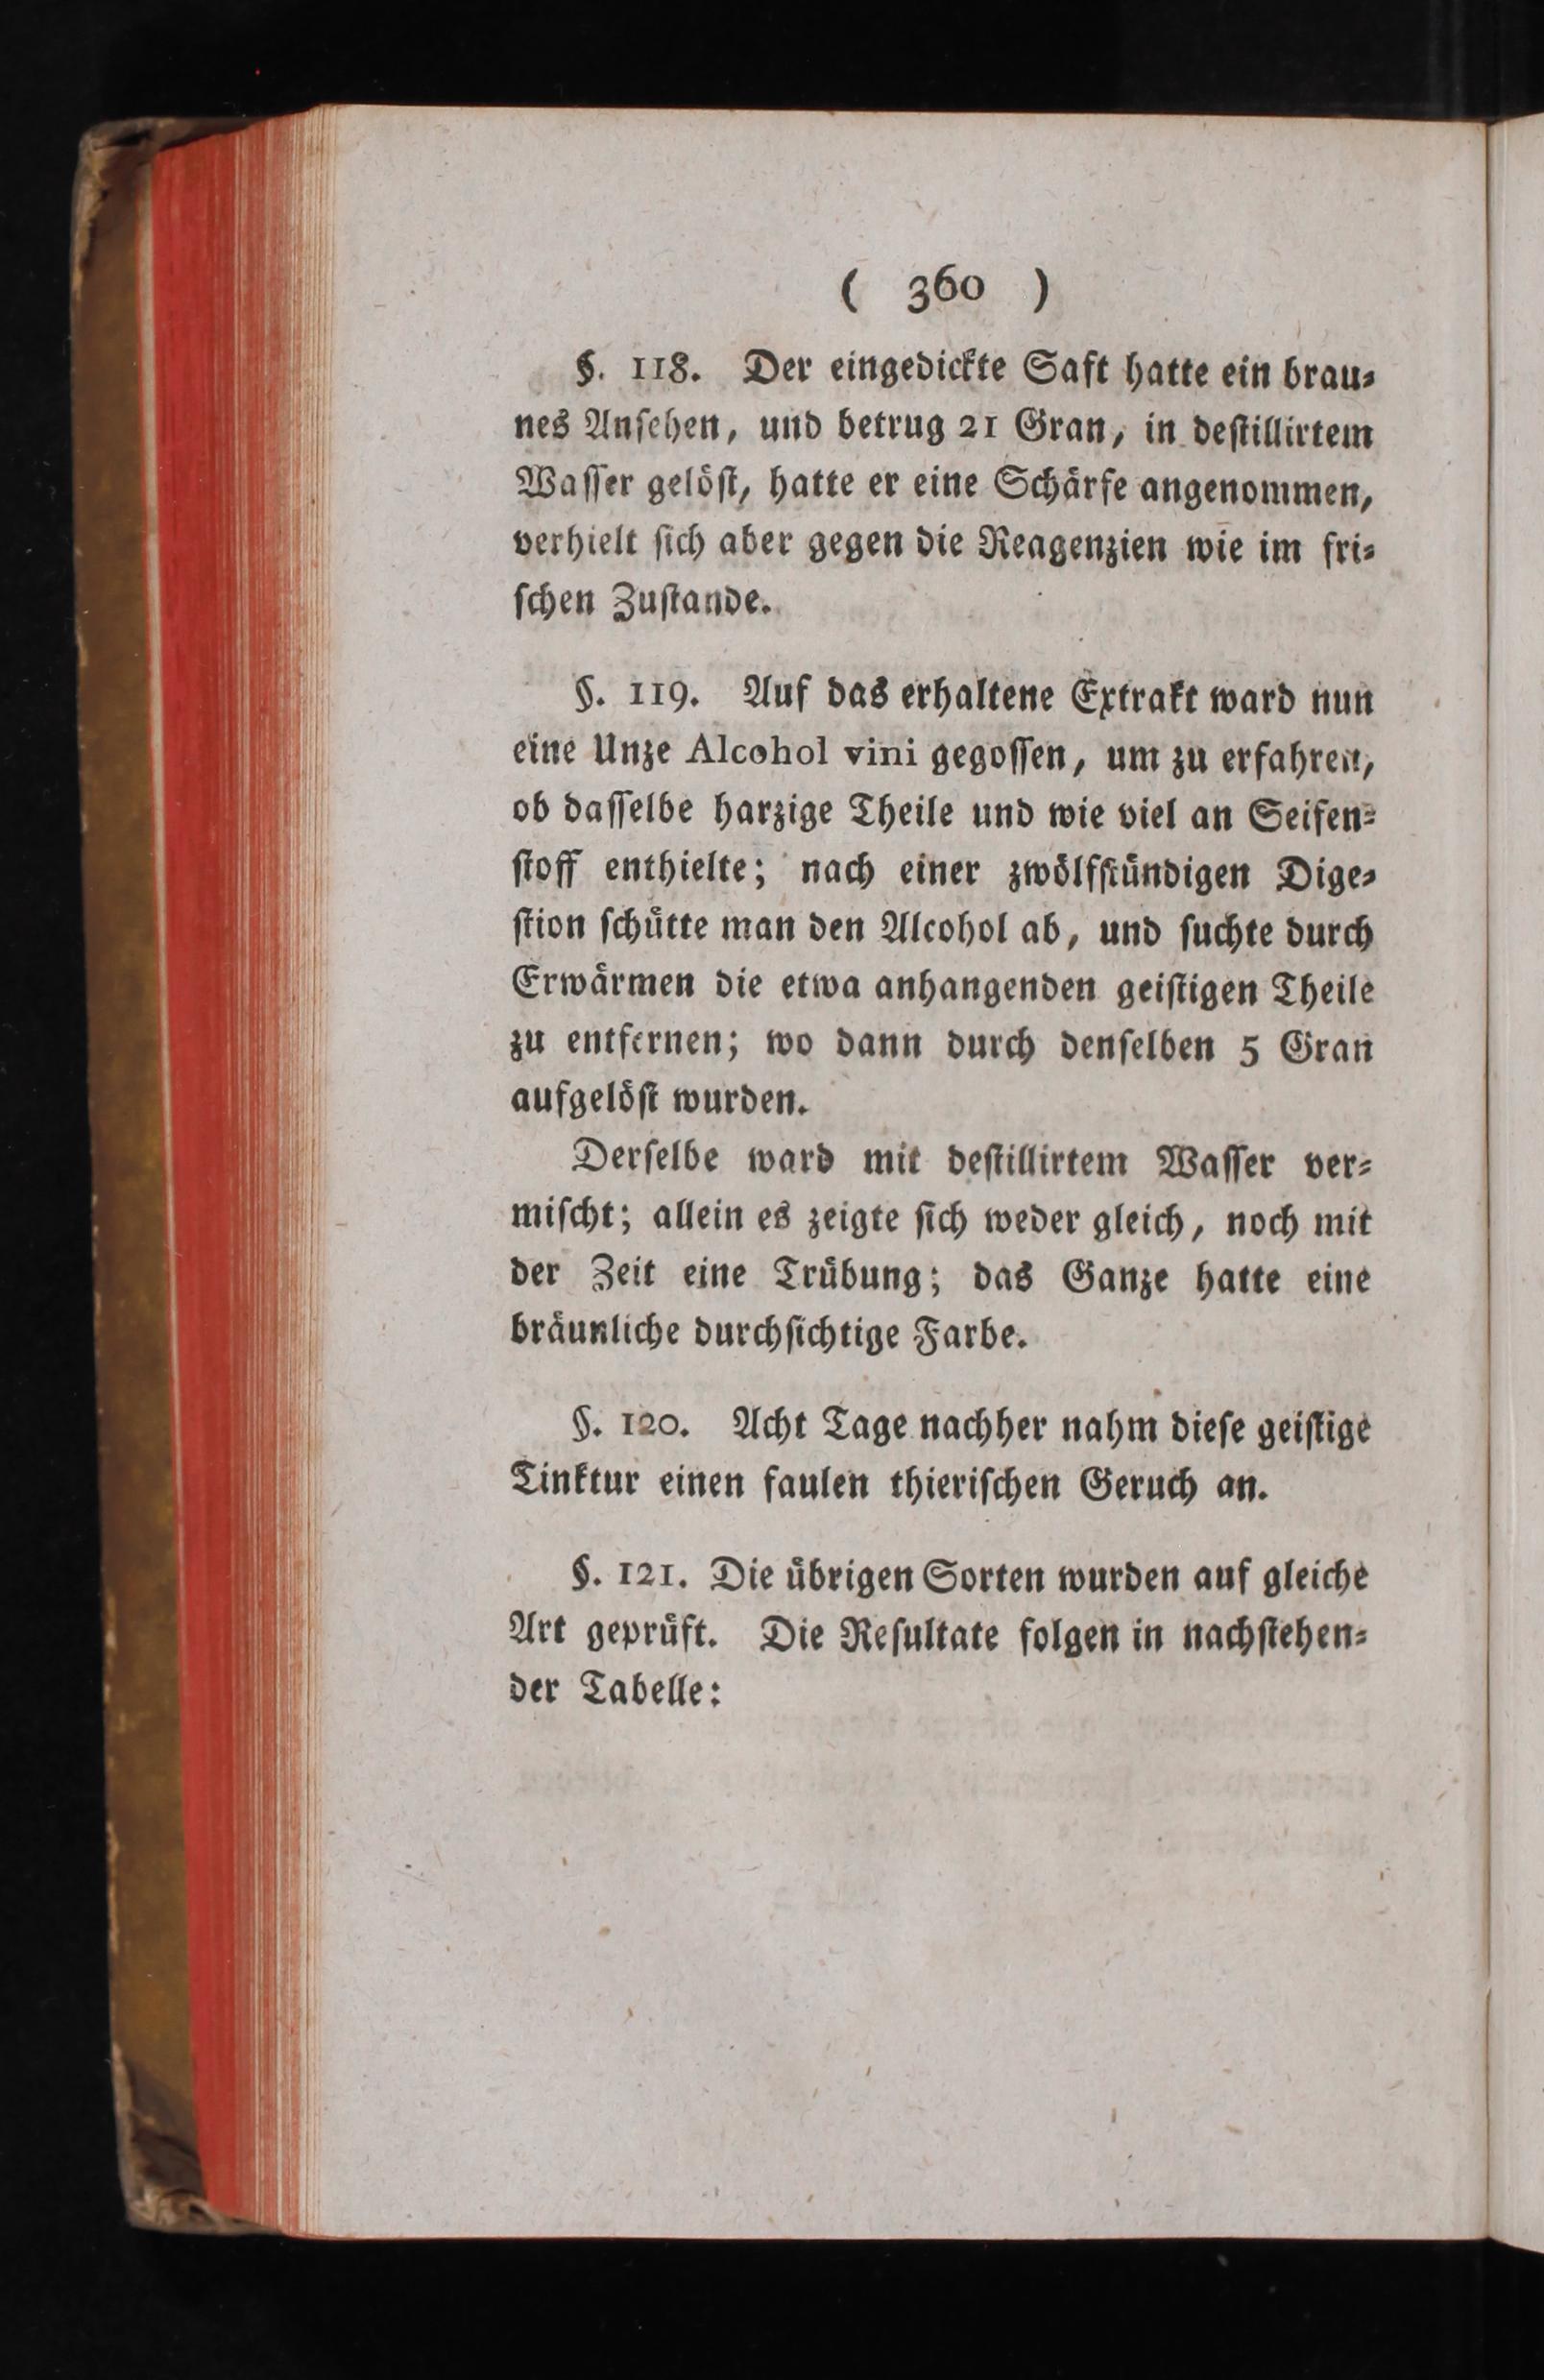 ( 360 )
§. 118. Der eingedickte Saft hatte ein brau⸗
nes Anſehen, und betrug 21 Gran, in deſtillirtem
Waſſer gelöſt, hatte er eine Schärfe angenommen,
verhielt ſich aber gegen die Reagenzien wie im fri⸗
ſchen Zuſtande.
§. 119. Auf das erhaltene Extrakt ward nun
eine Unze Alcohol vini gegoſſen, um zu erfahren,
ob daſſelbe harzige Theile und wie viel an Seifen⸗
ſtoff enthielte; nach einer zwölfſtündigen Dige⸗
ſtion ſchütte man den Alcohol ab, und ſuchte durch
Erwärmen die etwa anhangenden geiſtigen Theile
zu entfernen; wo dann durch denſelben 5 Gran
aufgelöſt wurden.
Derſelbe ward mit deſtillirtem Waſſer ver⸗
miſcht; allein es zeigte ſich weder gleich, noch mit
der Zeit eine Trübung; das Ganze hatte eine
bräunliche durchſichtige Farbe.
§. 120. Acht Tage nachher nahm dieſe geiſtige
Tinktur einen faulen thieriſchen Geruch an.
§. 121. Die übrigen Sorten wurden auf gleiche
Art geprüft. Die Reſultate folgen in nachſtehen⸗
der Tabelle: